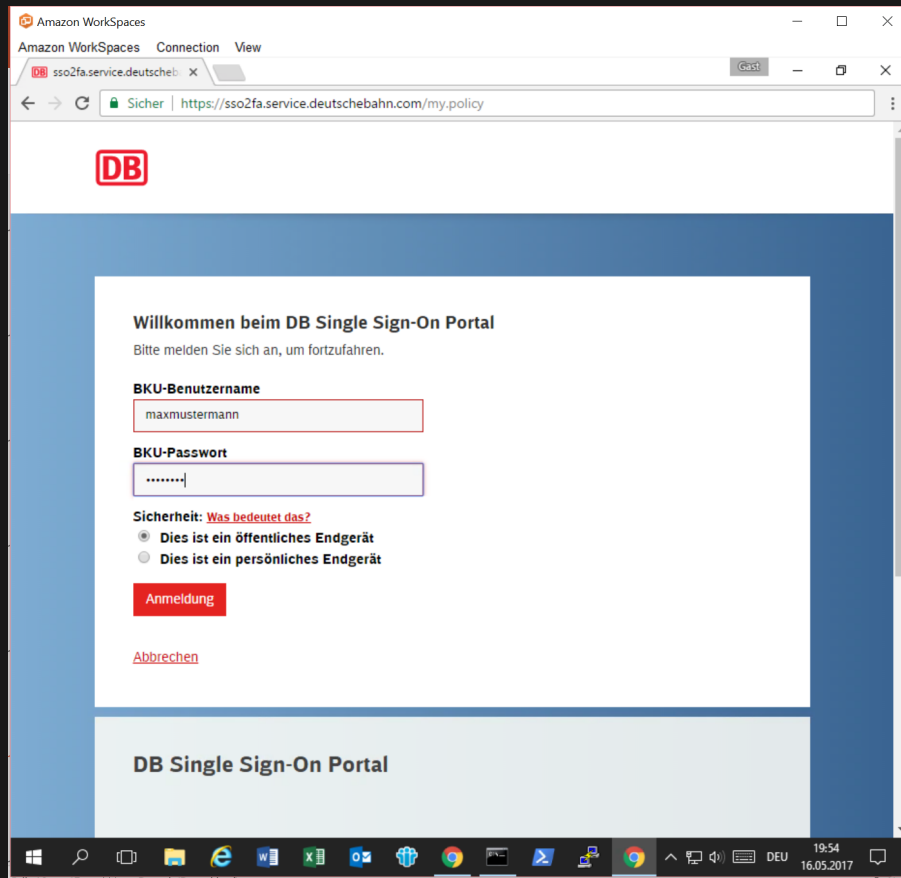 Amazon WorkSpaces
Amazon WorkSpaces Connection View
DB sso2fa.service.deutscheb
Gast
Sicher | https://sso2fa.service.deutschebahn.com/my.policy
DB
Willkommen beim DB Single Sign-On Portal
Bitte melden Sie sich an, um fortzufahren.
BKU-Benutzername
maxmustermann
BKU-Passwort
••••••••
Sicherheit: Was bedeutet das?
Dies ist ein öffentliches Endgerät
Dies ist ein persönliches Endgerät
Anmeldung
Abbrechen
DB Single Sign-On Portal
DEU
19:54
16.05.2017